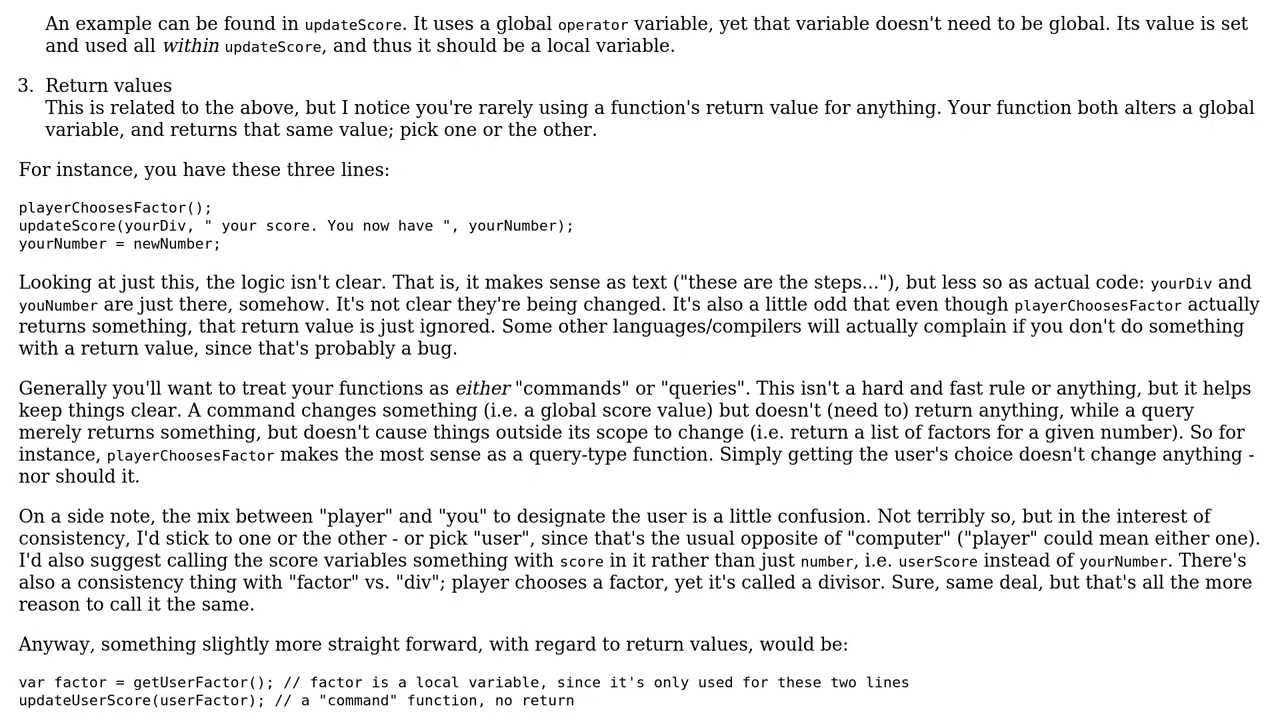 An example can be found in updateScore. It uses a global operator variable, yet that variable doesn't need to be global. Its value is set
and used all within updateScore, and thus it should be a local variable.
3. Return values
This is related to the above, but I notice you're rarely using a function's return value for anything. Your function both alters a global
variable, and returns that same value; pick one or the other.
For instance, you have these three lines:
playerChoosesFactor();
updateScore(yourDiv, " your score. You now have ", yourNumber);
yourNumber = newNumber;
Looking at just this, the logic isn't clear. That is, it makes sense as text ("these are the steps..."), but less so as actual code: yourDiv and
youNumber are just there, somehow. It's not clear they're being changed. It's also a little odd that even though playerChoosesFactor actually
returns something, that return value is just ignored. Some other languages/compilers will actually complain if you don't do something
with a return value, since that's probably a bug.
Generally you'll want to treat your functions as either "commands" or "queries". This isn't a hard and fast rule or anything, but it helps
keep things clear. A command changes something (i.e. a global score value) but doesn't (need to) return anything, while a query
merely returns something, but doesn't cause things outside its scope to change (i.e. return a list of factors for a given number). So for
instance, playerChoosesFactor makes the most sense as a query-type function. Simply getting the user's choice doesn't change anything -
nor should it.
On a side note, the mix between "player" and "you" to designate the user is a little confusion. Not terribly so, but in the interest of
consistency, I'd stick to one or the other - or pick "user", since that's the usual opposite of "computer" ("player" could mean either one).
I'd also suggest calling the score variables something with score in it rather than just number, i.e. userScore instead of yourNumber. There's
also a consistency thing with "factor" vs. "div"; player chooses a factor, yet it's called a divisor. Sure, same deal, but that's all the more
reason to call it the same.
Anyway, something slightly more straight forward, with regard to return values, would be:
var factor = getUserFactor(); // factor is a local variable, since it's only used for these two lines
updateUserScore(userFactor); // a "command" function, no return